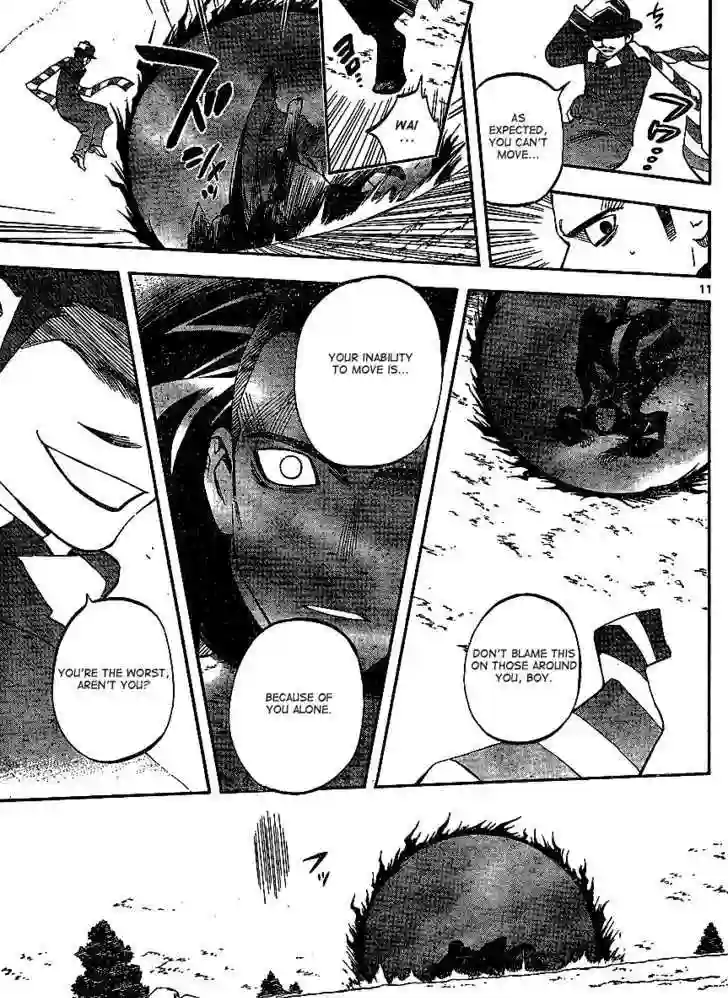 AS
EXPECTED,
YOU CAN'T
MOVE...
WAI
...
11
DON'T BLAME THIS
ON THOSE AROUND
YOU, BOY.
YOUR INABILITY
TO MOVE IS...
BECAUSE OF
YOU ALONE.
YOU'RE THE WORST,
AREN'T YOU?